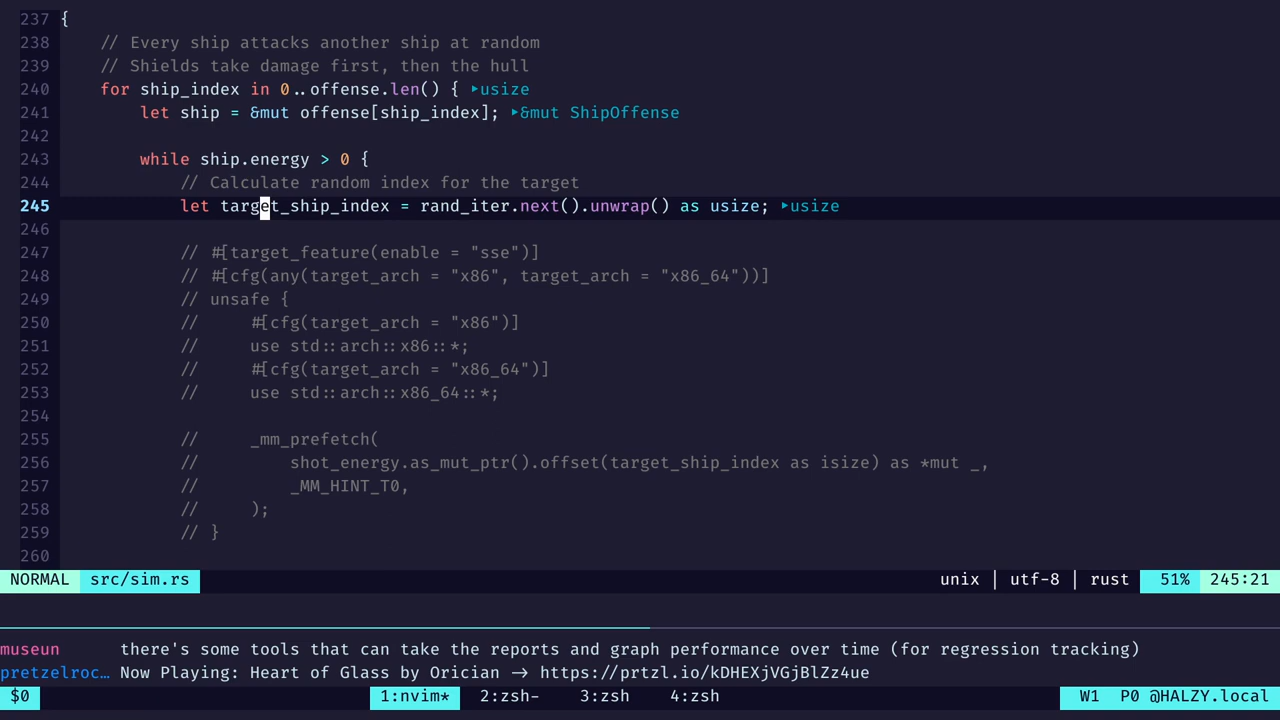 237 {
238     // Every ship attacks another ship at random
239     // Shields take damage first, then the hull
240     for ship_index in 0..offense.len() { ▸usize
241         let ship = &mut offense[ship_index]; ▸&mut ShipOffense
242
243         while ship.energy > 0 {
244             // Calculate random index for the target
245             let target_ship_index = rand_iter.next().unwrap() as usize; ▸usize
246
247             // #[target_feature(enable = "sse")]
248             // #[cfg(any(target_arch = "x86", target_arch = "x86_64"))]
249             // unsafe {
250             //     #[cfg(target_arch = "x86")]
251             //     use std::arch::x86::*;
252             //     #[cfg(target_arch = "x86_64")]
253             //     use std::arch::x86_64::*;
254
255             //     _mm_prefetch(
256             //         shot_energy.as_mut_ptr().offset(target_ship_index as isize) as *mut _,
257             //         _MM_HINT_T0,
258             //     );
259             // }
260
NORMAL src/sim.rs unix | utf-8 | rust 51% 245:21
museun there's some tools that can take the reports and graph performance over time (for regression tracking)
pretzelroc… Now Playing: Heart of Glass by Orician -> https://prtzl.io/kDHEXjVGjBlZz4ue
$0 1:nvim* 2:zsh- 3:zsh 4:zsh W1 P0 @HALZY.local